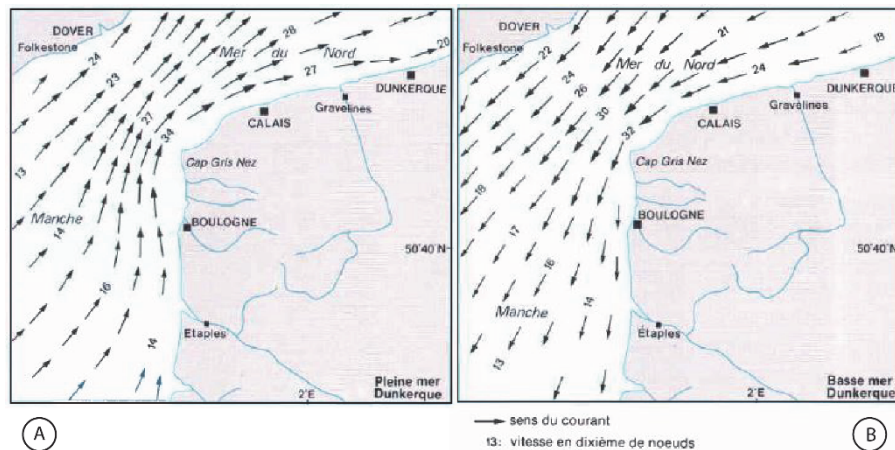 DOVER
Folkestone
Mer du Nord
24
23
27
34
28
27
20
13
14
16
14
DUNKERQUE
Gravelines
CALAIS
Cap Gris Nez
Manche
BOULOGNE
50°40'N
Etaples
2°E
Pleine mer
Dunkerque
A
DOVER
Folkestone
Mer du Nord
22
24
26
30
32
21
24
19
18
17
16
14
13
DUNKERQUE
Gravelines
CALAIS
Cap Gris Nez
BOULOGNE
50°40'N
Manche
Étaples
2°E
Basse mer
Dunkerque
B
sens du courant
13: vitesse en dixième de noeuds